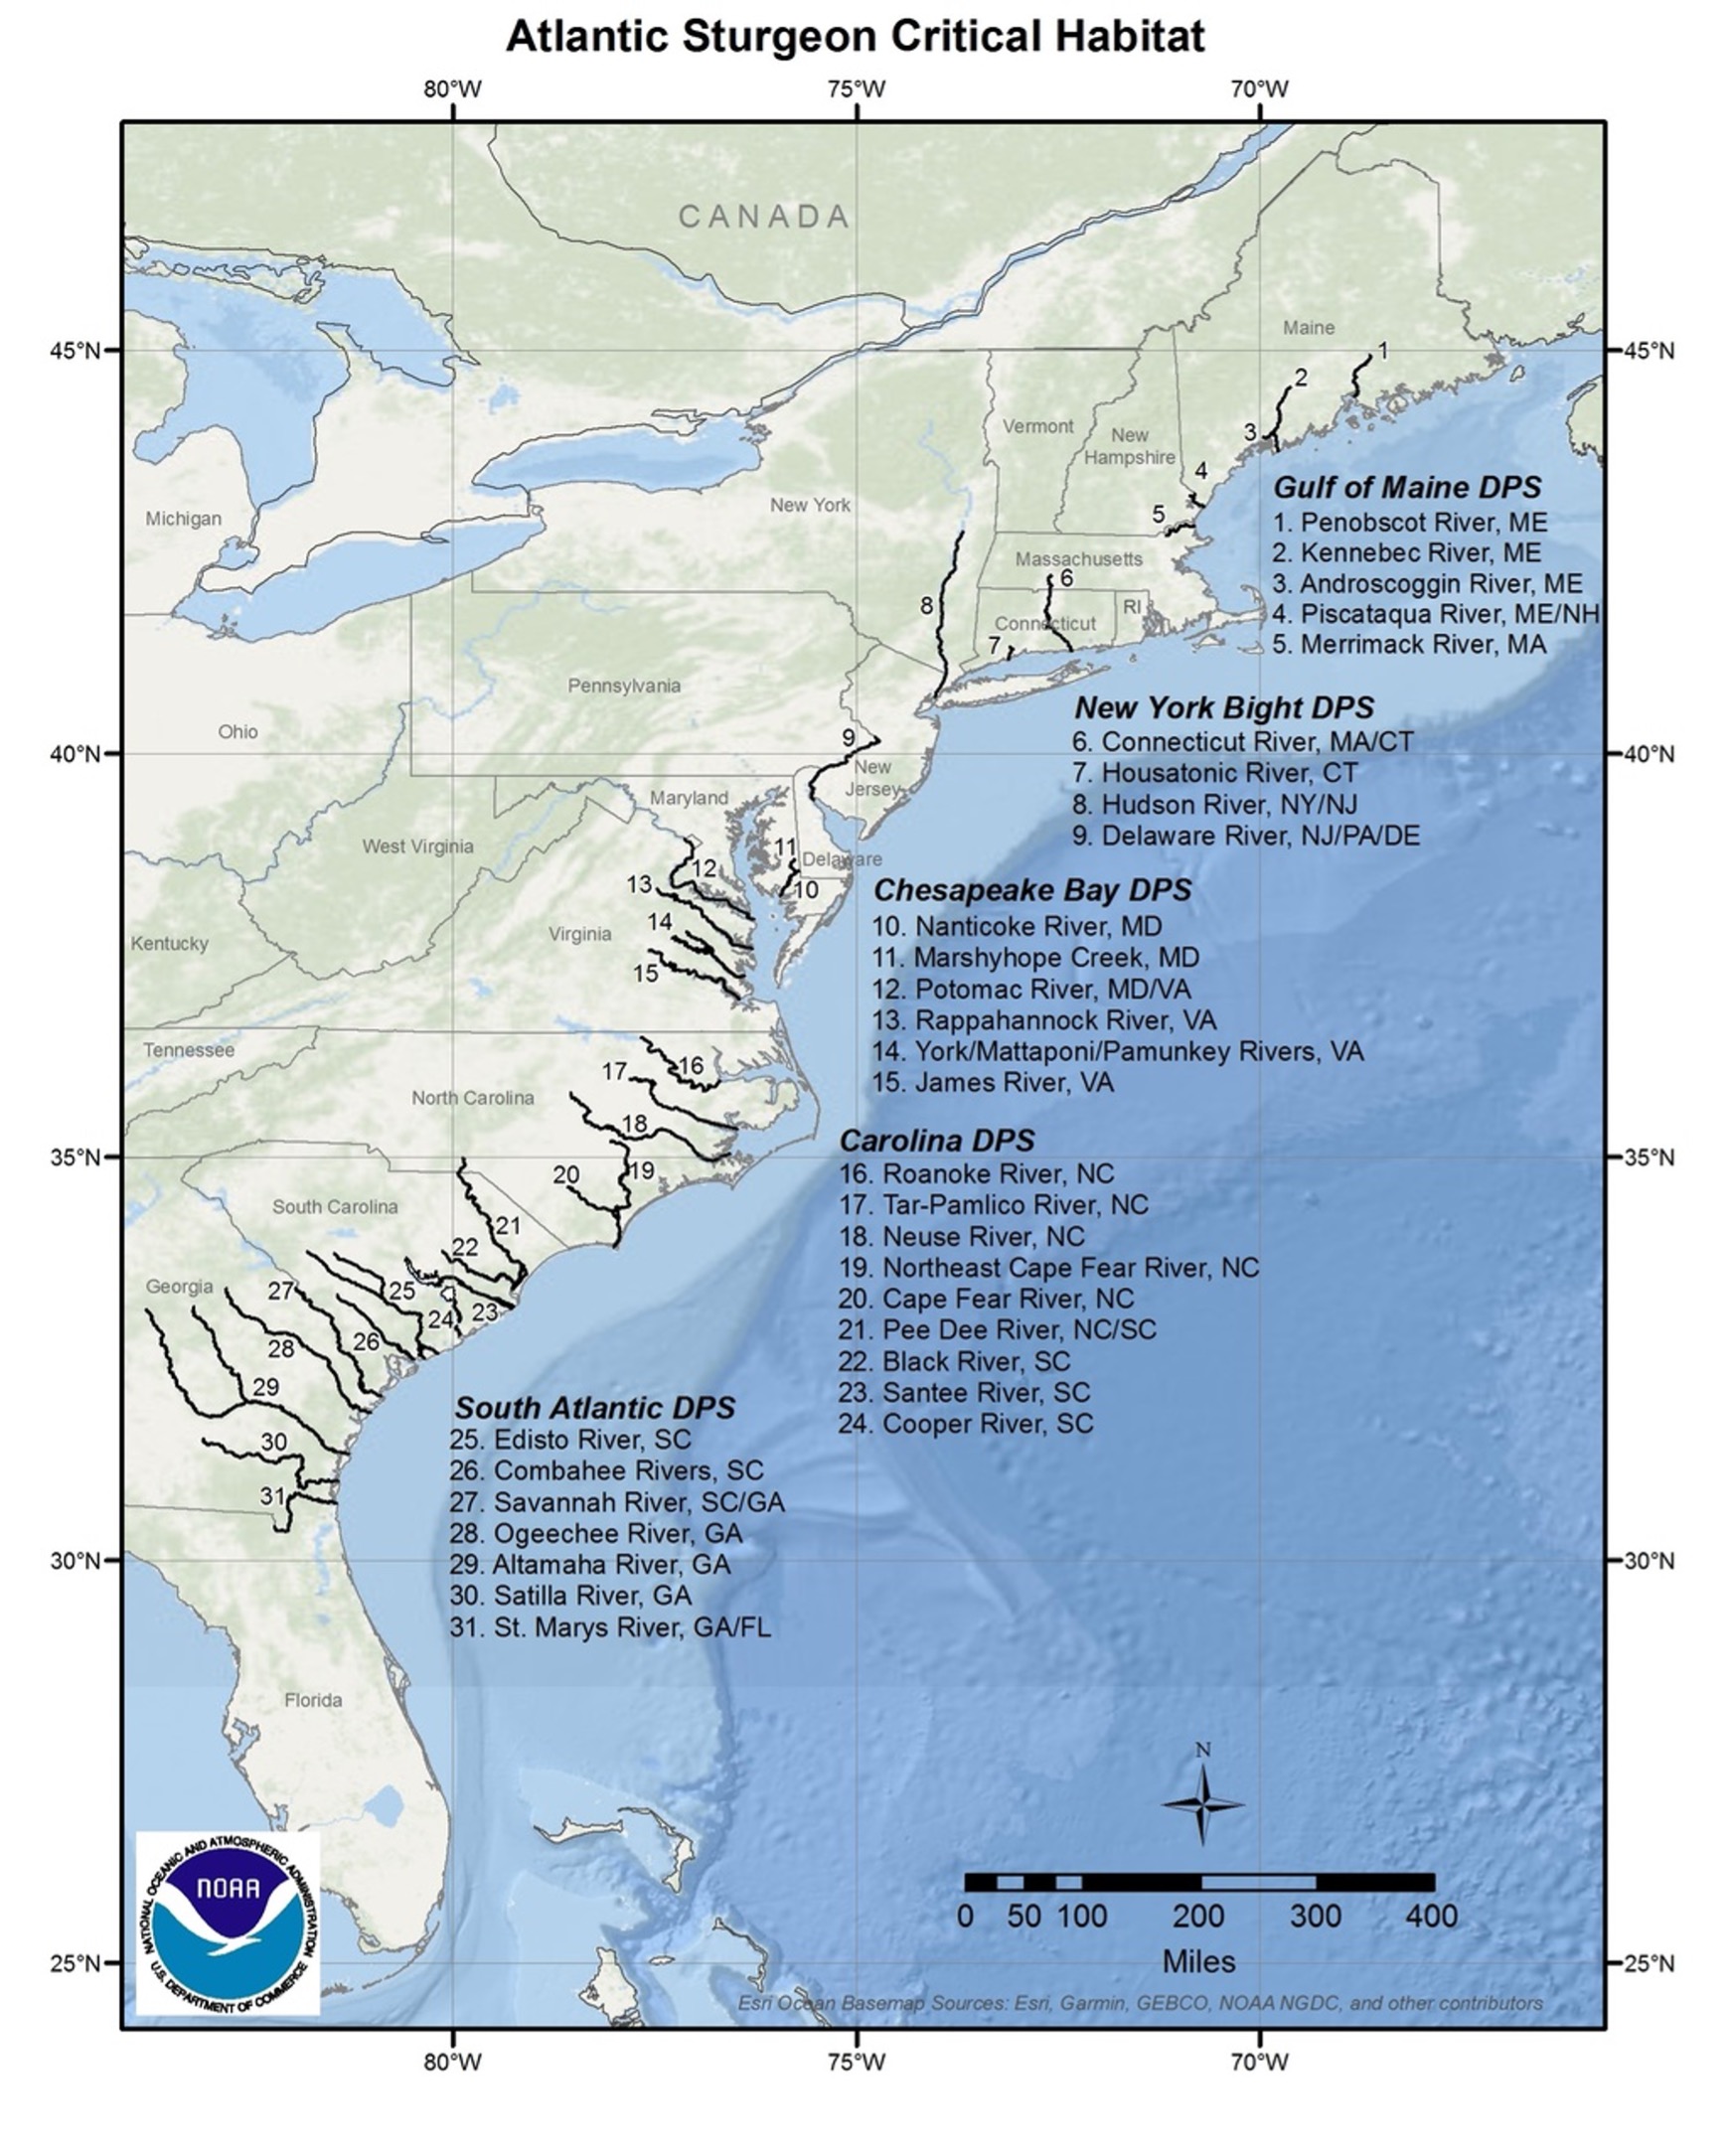 Atlantic Sturgeon Critical Habitat
80°W 75°W 70°W
CANADA
Maine
45°N 45°N
1
2
Vermont
New
Hampshire
3
4
Gulf of Maine DPS
1. Penobscot River, ME
2. Kennebec River, ME
3. Androscoggin River, ME
4. Piscataqua River, ME/NH
5. Merrimack River, MA
New York
Michigan
5
Massachusetts
6
8
RI
Connecticut
7
Pennsylvania
New York Bight DPS
6. Connecticut River, MA/CT
7. Housatonic River, CT
8. Hudson River, NY/NJ
9. Delaware River, NJ/PA/DE
Ohio
9
40°N 40°N
New
Jersey
Maryland
West Virginia
11
Delaware
12
13
10
Chesapeake Bay DPS
10. Nanticoke River, MD
11. Marshyhope Creek, MD
12. Potomac River, MD/VA
13. Rappahannock River, VA
14. York/Mattaponi/Pamunkey Rivers, VA
15. James River, VA
14
Virginia
Kentucky
15
Tennessee
16
17
North Carolina
18
Carolina DPS
16. Roanoke River, NC
17. Tar-Pamlico River, NC
18. Neuse River, NC
19. Northeast Cape Fear River, NC
20. Cape Fear River, NC
21. Pee Dee River, NC/SC
22. Black River, SC
23. Santee River, SC
24. Cooper River, SC
35°N 35°N
19
20
South Carolina
21
22
Georgia
27
25
23
24
26
28
29
South Atlantic DPS
25. Edisto River, SC
26. Combahee Rivers, SC
27. Savannah River, SC/GA
28. Ogeechee River, GA
29. Altamaha River, GA
30. Satilla River, GA
31. St. Marys River, GA/FL
30
31
30°N 30°N
Florida
N
NATIONAL OCEANIC AND ATMOSPHERIC ADMINISTRATION
NOAA
U.S. DEPARTMENT OF COMMERCE
0 50 100 200 300 400
Miles
25°N 25°N
Esri Ocean Basemap Sources: Esri, Garmin, GEBCO, NOAA NGDC, and other contributors
80°W 75°W 70°W